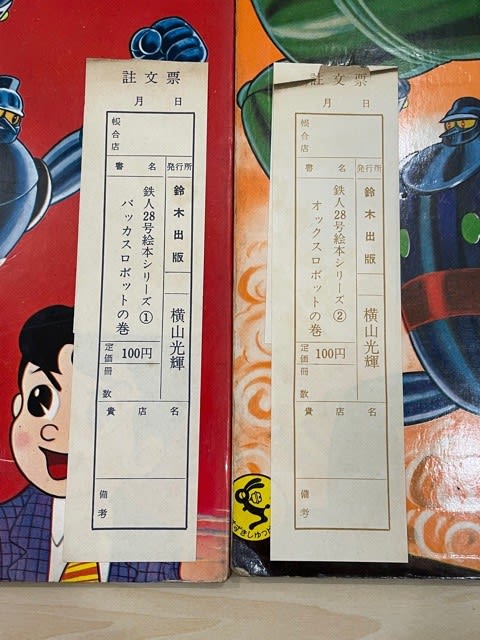 註文票
月 日
帳合店
書名
発行所
鉄人28号絵本シリーズ①
バッカスロボットの巻
鈴木出版
横山光輝
定価 100円
冊数
貴店名
備考
註文票
月 日
帳合店
書名
発行所
鉄人28号絵本シリーズ②
オックスロボットの巻
鈴木出版
横山光輝
定価 100円
冊数
貴店名
備考